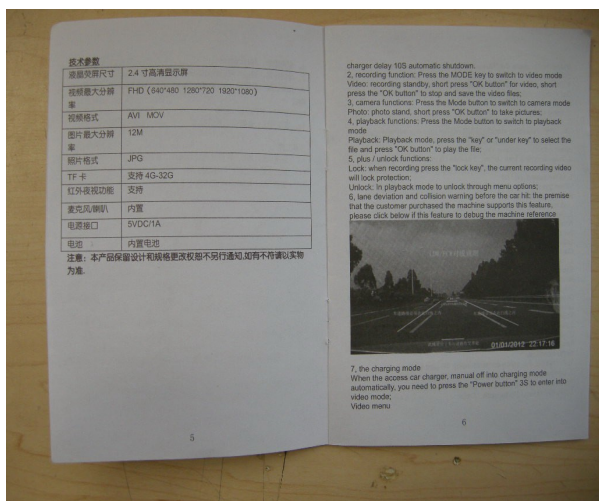 技术参数
液晶荧屏尺寸 2.4 寸高清显示屏
视频最大分辨 FHD（640*480 1280*720 1920*1080）
率
视频格式 AVI MOV
图片最大分辨 12M
率
照片格式 JPG
TF 卡 支持 4G-32G
红外夜视功能 支持
麦克风/喇叭 内置
电源接口 5VDC/1A
电池 内置电池
注意：本产品保留设计和规格更改权恕不另行通知,如有不符请以实物
为准.
5
charger delay 10S automatic shutdown.
2, recording function: Press the MODE key to switch to video mode
Video: recording standby, short press "OK button" for video, short
press the "OK button" to stop and save the video files;
3, camera functions: Press the Mode button to switch to camera mode
Photo: photo stand, short press "OK button" to take pictures;
4, playback functions: Press the Mode button to switch to playback
mode
Playback: Playback mode, press the "key" or "under key" to select the
file and press "OK button" to play the file;
5, plus / unlock functions:
Lock: when recording press the "lock key", the current recording video
will lock protection;
Unlock: In playback mode to unlock through menu options;
6, lane deviation and collision warning before the car hit: the premise
that the customer purchased the machine supports this feature,
please click below if this feature to debug the machine reference
01/01/2012 22:17:16
7, the charging mode
When the access car charger, manual off into charging mode
automatically, you need to press the "Power button" 3S to enter into
video mode;
Video menu
6